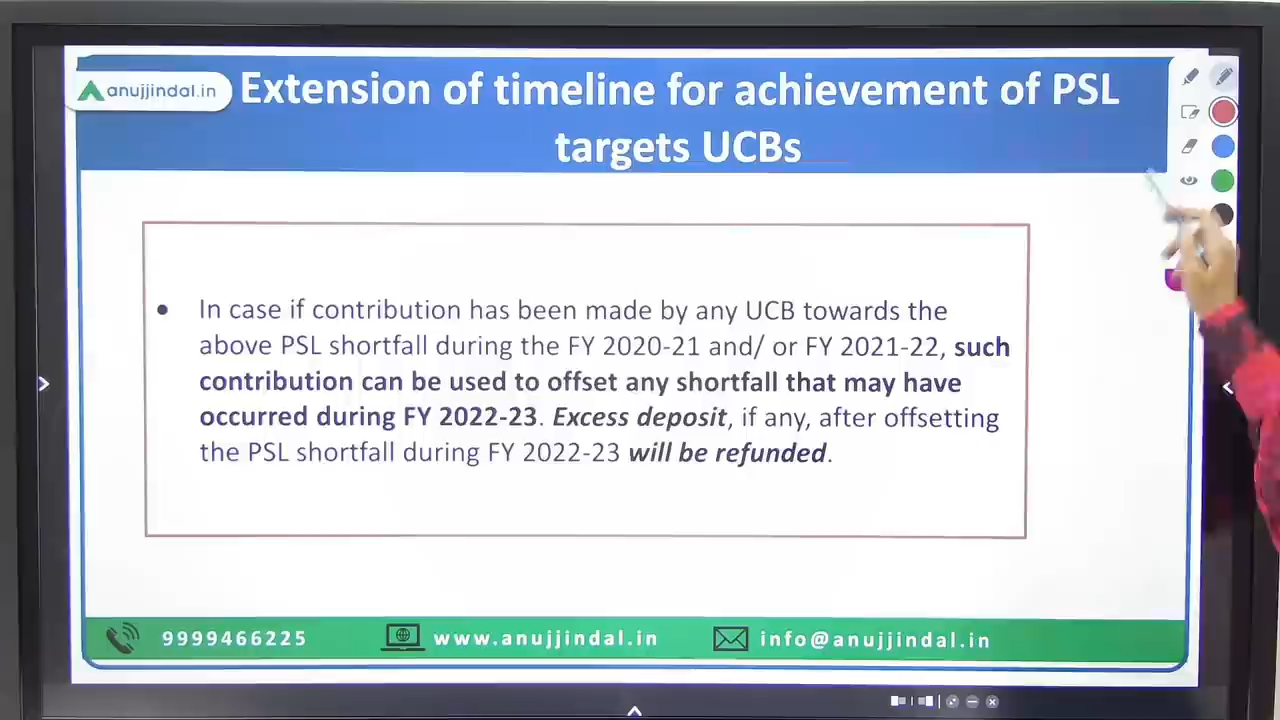 anujjindal.in
Extension of timeline for achievement of PSL
targets UCBs
• In case if contribution has been made by any UCB towards the
above PSL shortfall during the FY 2020-21 and/ or FY 2021-22, such
contribution can be used to offset any shortfall that may have
occurred during FY 2022-23. Excess deposit, if any, after offsetting
the PSL shortfall during FY 2022-23 will be refunded.
9999466225 www.anujjindal.in info@anujjindal.in